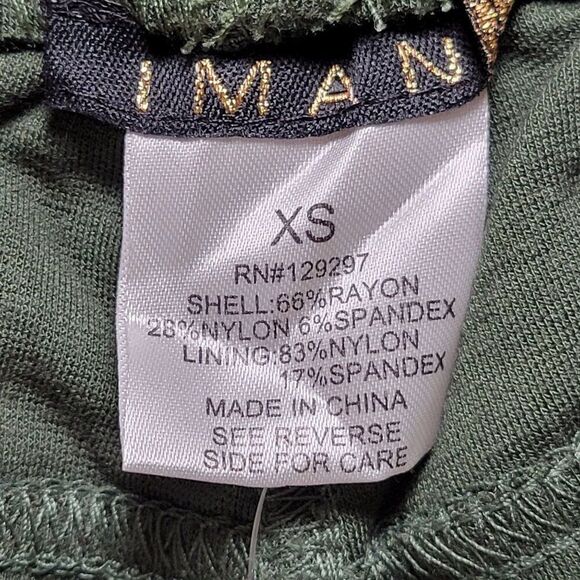 IMAN
XS
RN#129297
SHELL:66%RAYON
28%NYLON 6%SPANDEX
LINING:83%NYLON
17%SPANDEX
MADE IN CHINA
SEE REVERSE
SIDE FOR CARE